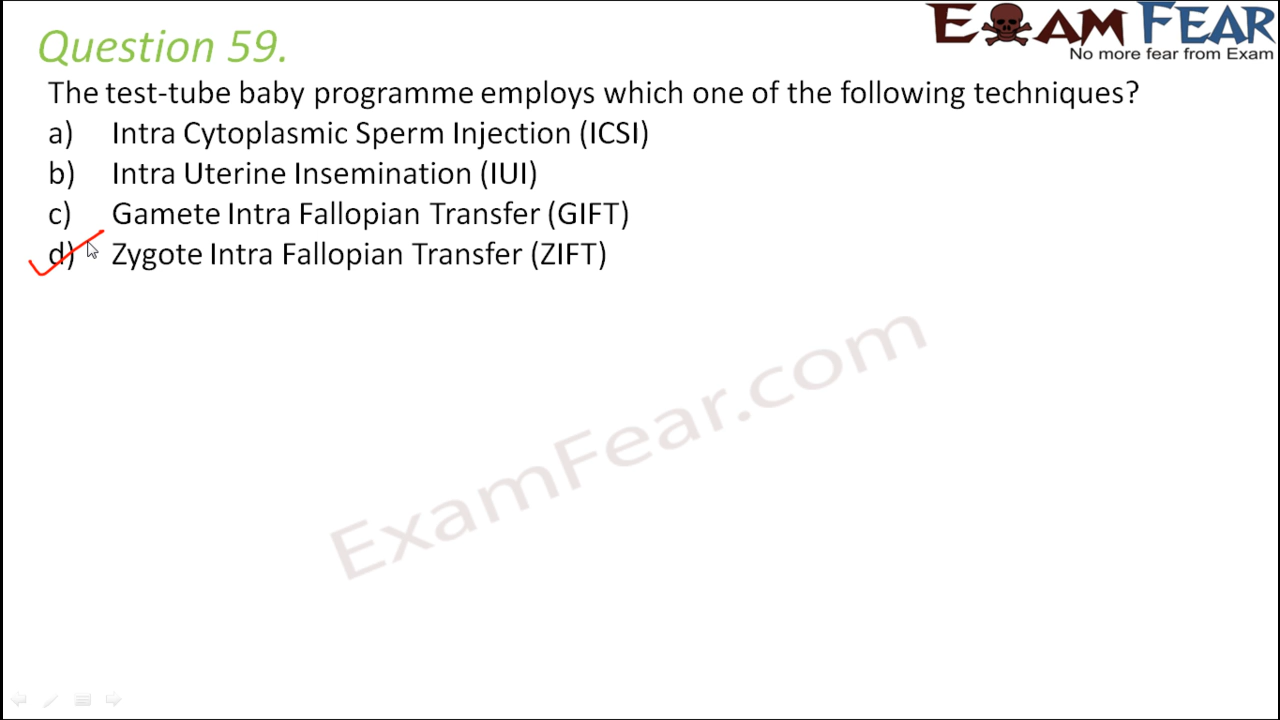 EXAM FEAR
No more fear from Exam
Question 59.
The test-tube baby programme employs which one of the following techniques?
a) Intra Cytoplasmic Sperm Injection (ICSI)
b) Intra Uterine Insemination (IUI)
c) Gamete Intra Fallopian Transfer (GIFT)
d) Zygote Intra Fallopian Transfer (ZIFT)
ExamFear.com